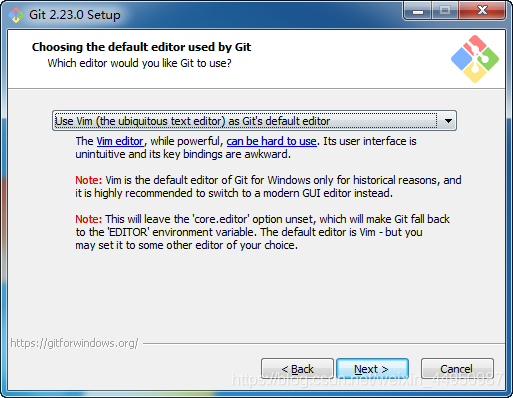 Git 2.23.0 Setup
Choosing the default editor used by Git
Which editor would you like Git to use?
Use Vim (the ubiquitous text editor) as Git's default editor
The Vim editor, while powerful, can be hard to use. Its user interface is
unintuitive and its key bindings are awkward.
Note: Vim is the default editor of Git for Windows only for historical reasons, and
it is highly recommended to switch to a modern GUI editor instead.
Note: This will leave the 'core.editor' option unset, which will make Git fall back
to the 'EDITOR' environment variable. The default editor is Vim - but you
may set it to some other editor of your choice.
https://gitforwindows.org/
< Back
Next >
Cancel
https://blog.csdn.net/weixin_44950987